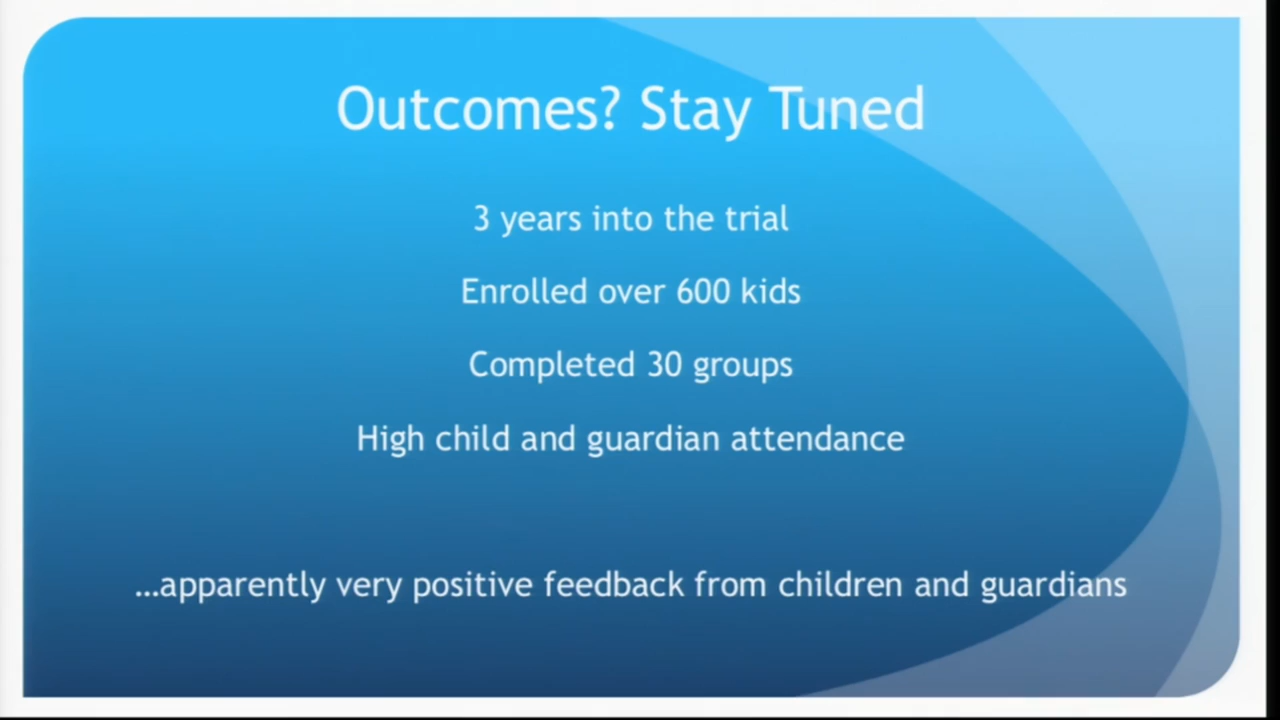 Outcomes? Stay Tuned
3 years into the trial
Enrolled over 600 kids
Completed 30 groups
High child and guardian attendance
…apparently very positive feedback from children and guardians